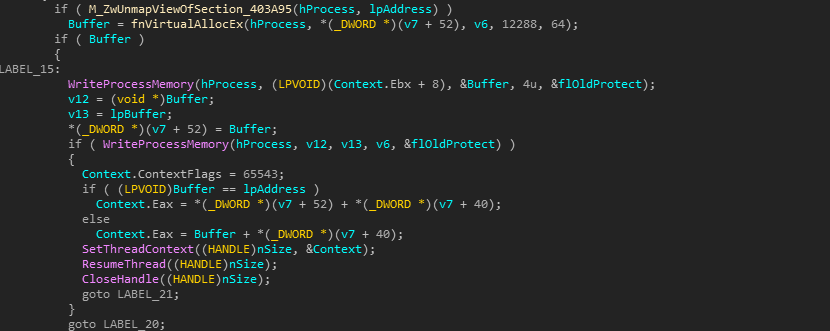 if ( M_ZwUnmapViewOfSection_403A95(hProcess, lpAddress) )
Buffer = fnVirtualAllocEx(hProcess, *(_DWORD *)(v7 + 52), v6, 12288, 64);
if ( Buffer )
{
LABEL_15:
WriteProcessMemory(hProcess, (LPVOID)(Context.Ebx + 8), &Buffer, 4u, &flOldProtect);
v12 = (void *)Buffer;
v13 = lpBuffer;
*(_DWORD *)(v7 + 52) = Buffer;
if ( WriteProcessMemory(hProcess, v12, v13, v6, &flOldProtect) )
{
Context.ContextFlags = 65543;
if ( (LPVOID)Buffer == lpAddress )
Context.Eax = *(_DWORD *)(v7 + 52) + *(_DWORD *)(v7 + 40);
else
Context.Eax = Buffer + *(_DWORD *)(v7 + 40);
SetThreadContext((HANDLE)nSize, &Context);
ResumeThread((HANDLE)nSize);
CloseHandle((HANDLE)nSize);
goto LABEL_21;
}
goto LABEL_20;